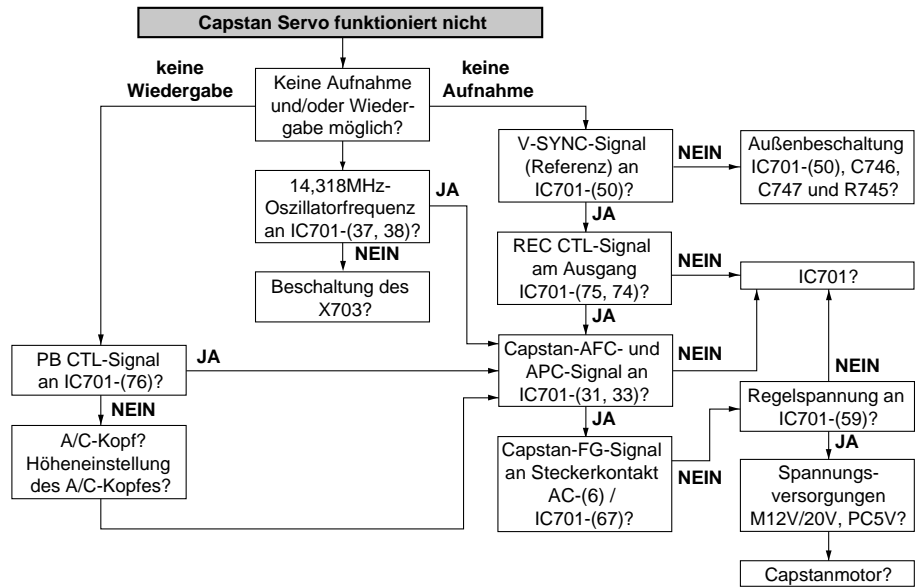 Capstan Servo funktioniert nicht
keine
Wiedergabe
Keine Aufnahme
und/oder Wieder-
gabe möglich?
keine
Aufnahme
V-SYNC-Signal
(Referenz) an
IC701-(50)?
NEIN
Außenbeschaltung
IC701-(50), C746,
C747 und R745?
JA
14,318MHz-
Oszillatorfrequenz
an IC701-(37, 38)?
JA
NEIN
Beschaltung des
X703?
REC CTL-Signal
am Ausgang
IC701-(75, 74)?
NEIN
IC701?
JA
PB CTL-Signal
an IC701-(76)?
JA
NEIN
A/C-Kopf?
Höheneinstellung
des A/C-Kopfes?
Capstan-AFC- und
APC-Signal an
IC701-(31, 33)?
NEIN
JA
Capstan-FG-Signal
an Steckerkontakt
AC-(6) /
IC701-(67)?
NEIN
NEIN
Regelspannung an
IC701-(59)?
JA
Spannungs-
versorgungen
M12V/20V, PC5V?
Capstanmotor?